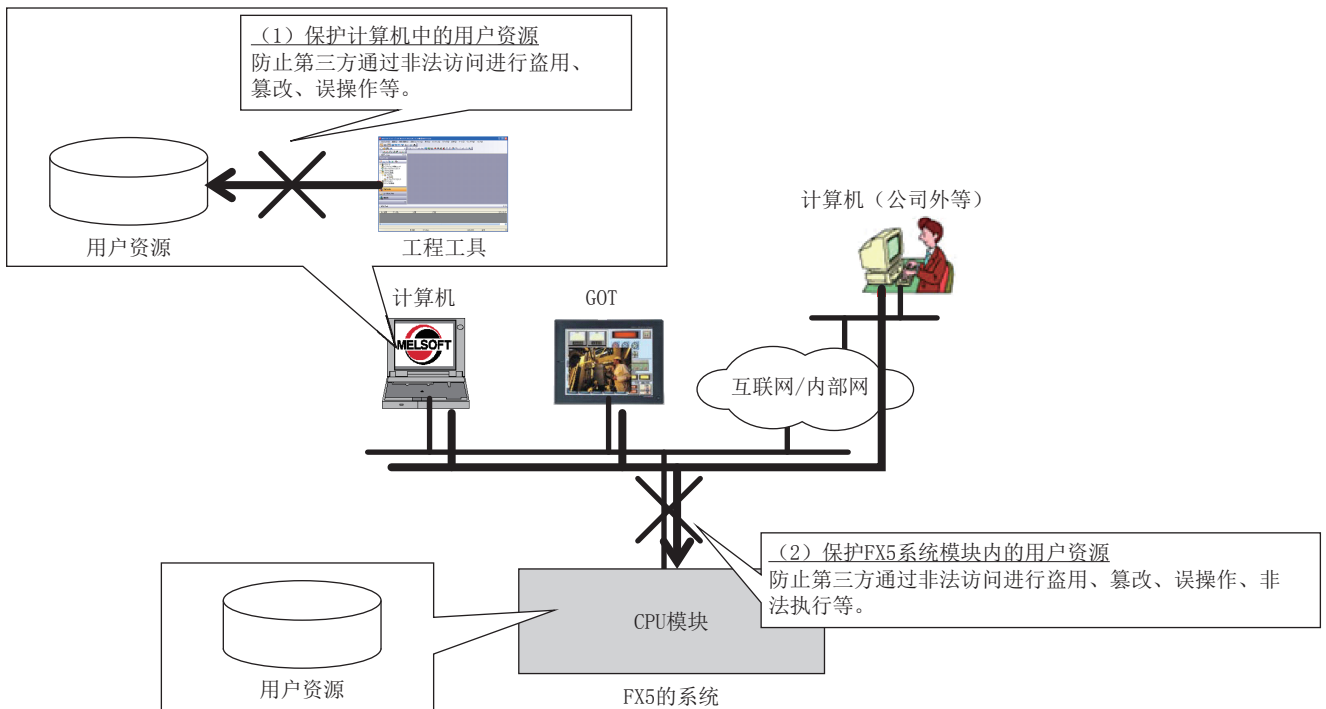 （1）保护计算机中的用户资源
防止第三方通过非法访问进行盗用、
篡改、误操作等。
用户资源
工程工具
计算机（公司外等）
计算机
GOT
MELSOFT
互联网/内部网
（2）保护FX5系统模块内的用户资源
防止第三方通过非法访问进行盗用、篡改、误操作、非
法执行等。
CPU模块
用户资源
FX5的系统